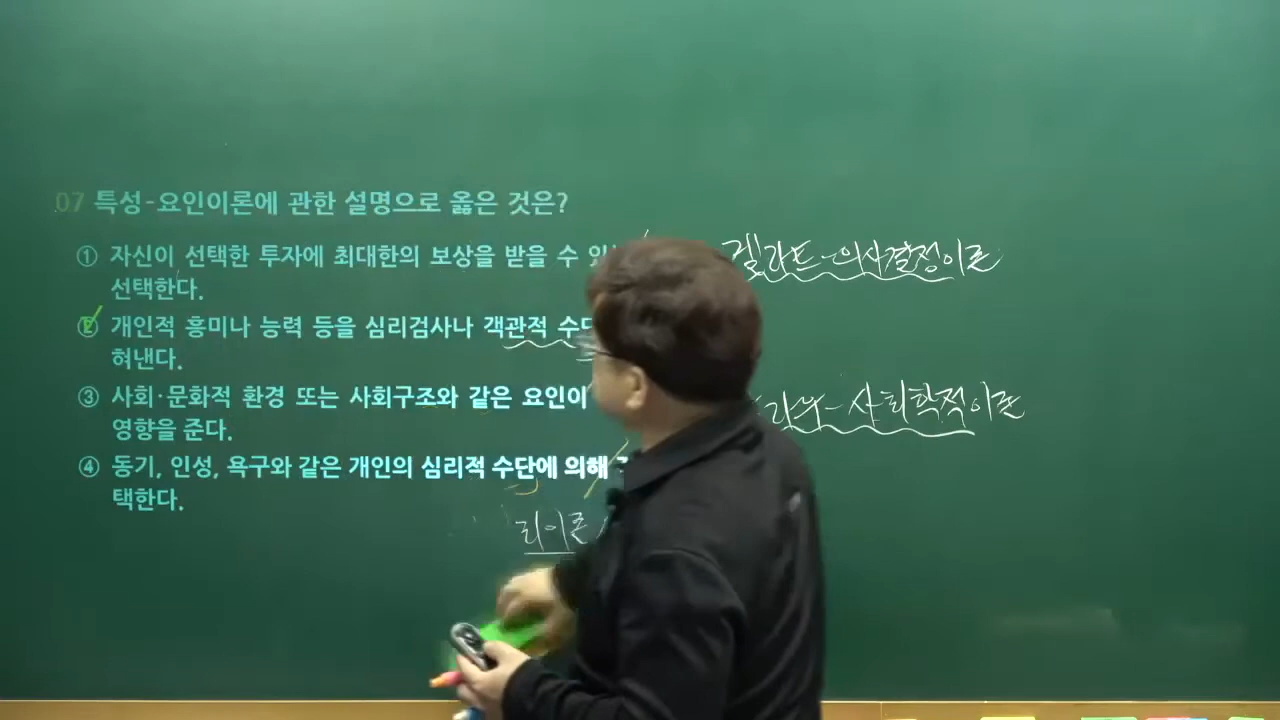 07 특성-요인이론에 관한 설명으로 옳은 것은?
① 자신이 선택한 투자에 최대한의 보상을 받을 수
선택한다.
겔라트-의사결정이론
② 개인적 흥미나 능력 등을 심리검사나 객관적
혀낸다.
③ 사회·문화적 환경 또는 사회구조와 같은 요인이
영향을 준다.
사회학적이론
④ 동기, 인성, 욕구와 같은 개인의 심리적 수단에 의해
택한다.